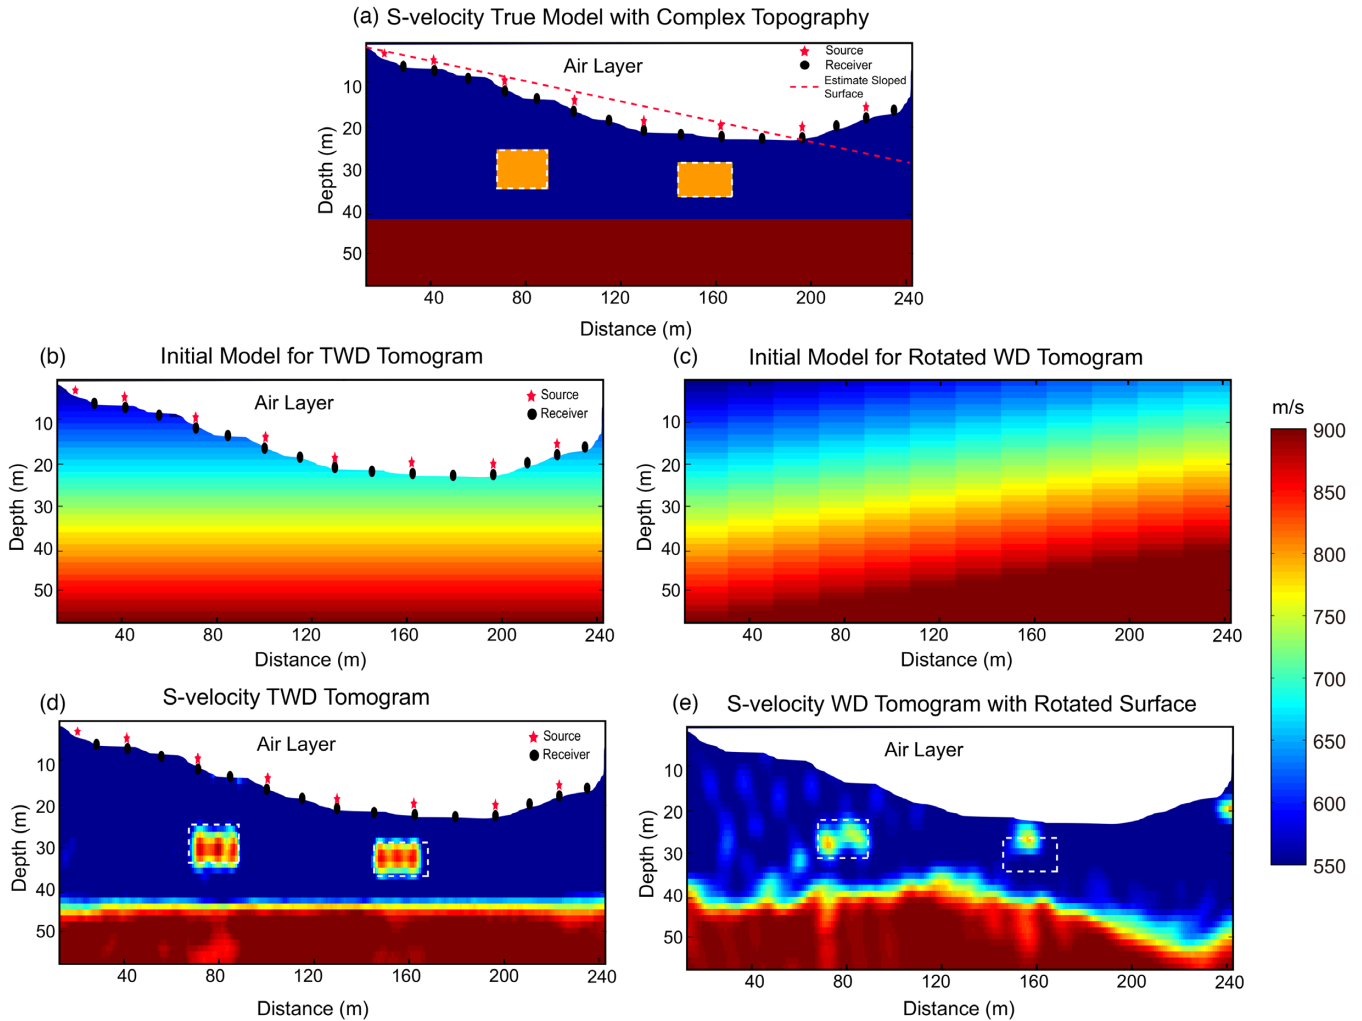 (a) S-velocity True Model with Complex Topography
Air Layer
Source
Receiver
Estimate Sloped
Surface
Depth (m)
10
20
30
40
50
40
80
120
160
200
240
Distance (m)
(b) Initial Model for TWD Tomogram
Air Layer
Source
Receiver
Depth (m)
10
20
30
40
50
40
80
120
160
200
240
Distance (m)
(c) Initial Model for Rotated WD Tomogram
Depth (m)
10
20
30
40
50
40
80
120
160
200
240
Distance (m)
m/s
900
850
800
750
700
650
600
550
(d) S-velocity TWD Tomogram
Air Layer
Source
Receiver
Depth (m)
10
20
30
40
50
40
80
120
160
200
240
Distance (m)
(e) S-velocity WD Tomogram with Rotated Surface
Air Layer
Depth (m)
10
20
30
40
50
40
80
120
160
200
240
Distance (m)